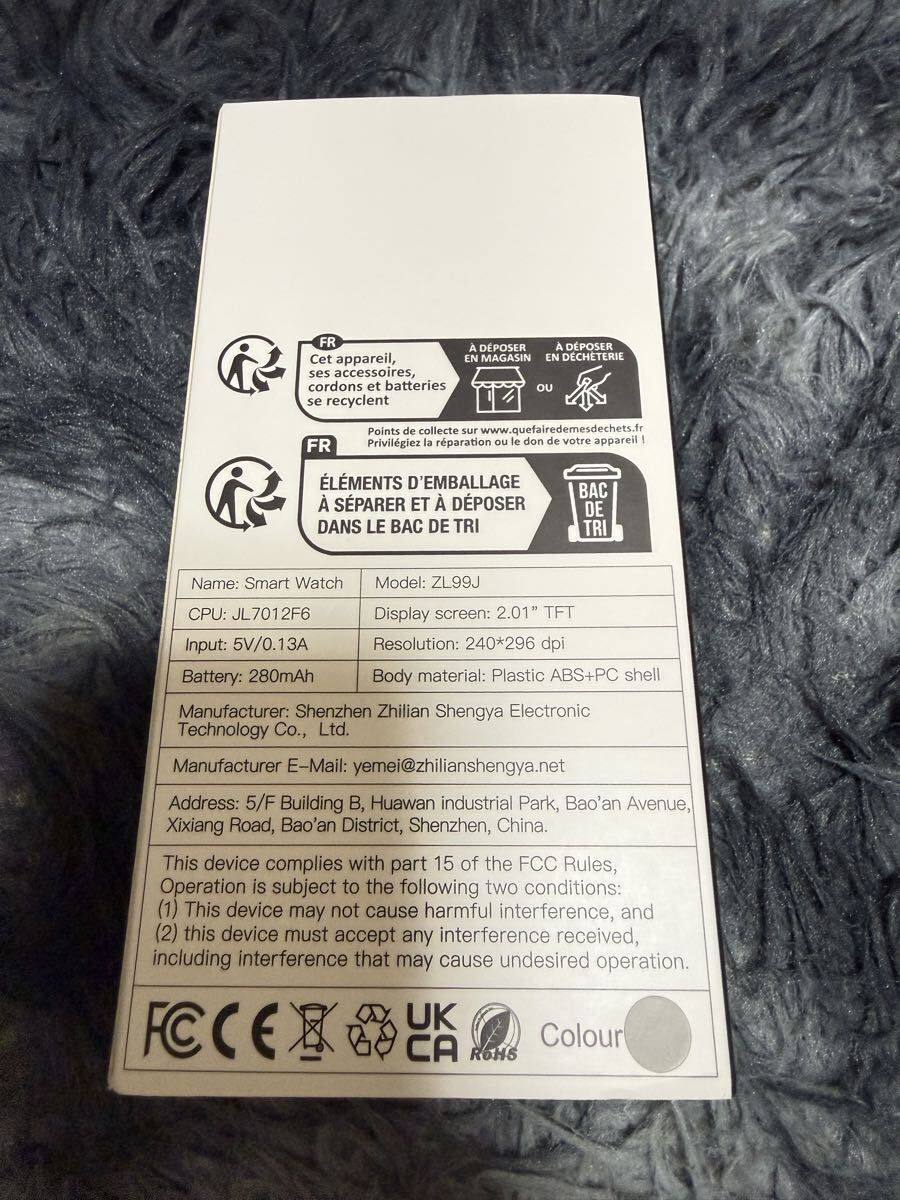 FR
Cet appareil,
ses accessoires,
cordons et batteries
se recyclent
À DÉPOSER
EN MAGASIN
OU
À DÉPOSER
EN DÉCHÈTERIE
Points de collecte sur www.quefairedemesdechets.fr
Privilégiez la réparation ou le don de votre appareil !
FR
ÉLÉMENTS D'EMBALLAGE
À SÉPARER ET À DÉPOSER
DANS LE BAC DE TRI
BAC
DE
TRI
Name: Smart Watch
Model: ZL99J
CPU: JL7012F6
Display screen: 2.01” TFT
Input: 5V/0.13A
Resolution: 240*296 dpi
Battery: 280mAh
Body material: Plastic ABS+PC shell
Manufacturer: Shenzhen Zhilian Shengya Electronic
Technology Co., Ltd.
Manufacturer E-Mail: yemei@zhilianshengya.net
Address: 5/F Building B, Huawan industrial Park, Bao'an Avenue,
Xixiang Road, Bao'an District, Shenzhen, China.
This device complies with part 15 of the FCC Rules,
Operation is subject to the following two conditions:
(1) This device may not cause harmful interference, and
(2) this device must accept any interference received,
including interference that may cause undesired operation.
FC CE
UK
CA
RoHS
Colour